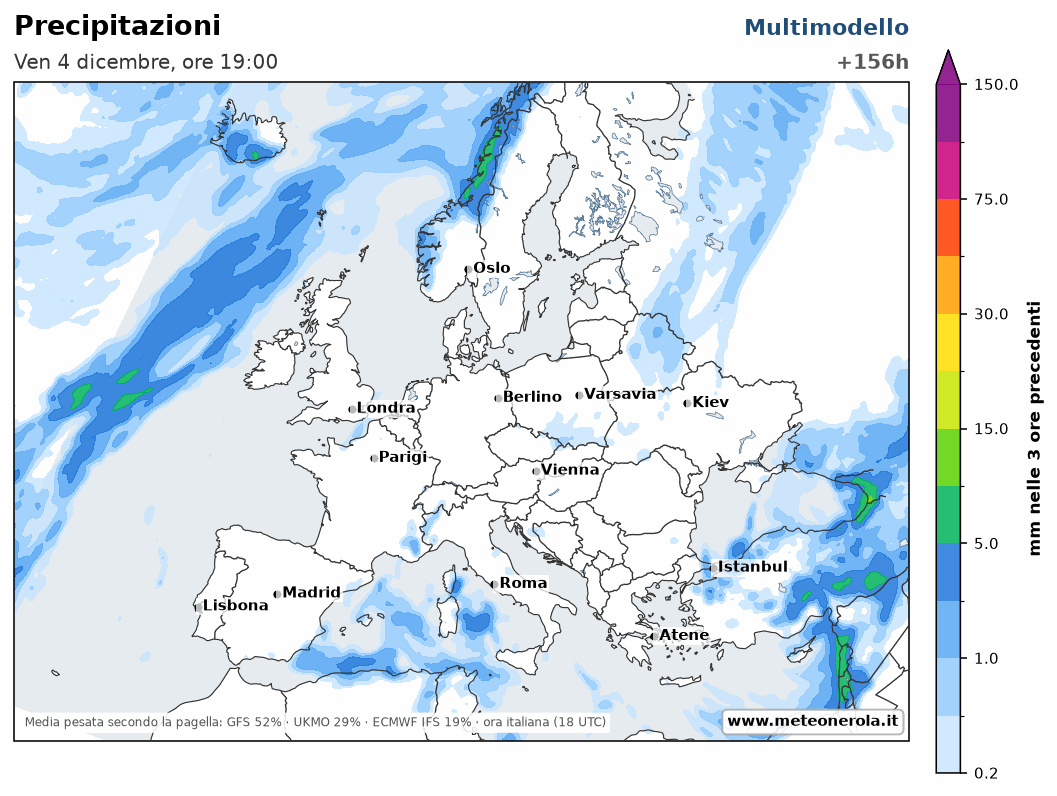 Precipitazioni
Multimodello
Ven 4 dicembre, ore 19:00
+156h
150.0
75.0
30.0
15.0
5.0
1.0
0.2
mm nelle 3 ore precedenti
Oslo
Berlino
Varsavia
Kiev
Londra
Parigi
Vienna
Istanbul
Roma
Madrid
Lisbona
Atene
Media pesata secondo la pagella: GFS 52% · UKMO 29% · ECMWF IFS 19% · ora italiana (18 UTC)
www.meteonerola.it